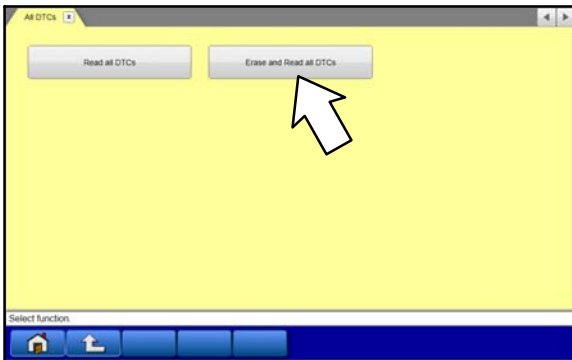 All DTCs
Read all DTCs
Erase and Read all DTCs
Select function.